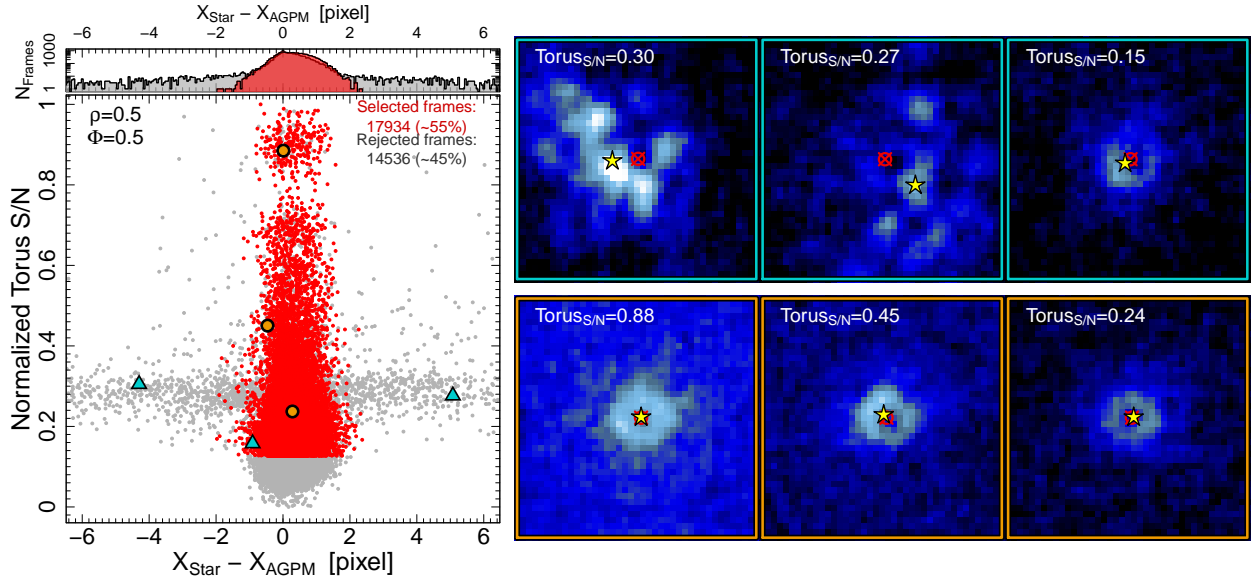 X_Star − X_AGPM [pixel]
−6 −4 −2 0 2 4 6
N_Frames
1 1000
ρ=0.5
Φ=0.5
Selected frames:
17934 (~55%)
Rejected frames:
14536 (~45%)
Normalized Torus S/N
1
0.8
0.6
0.4
0.2
0
−6 −4 −2 0 2 4 6
X_Star − X_AGPM [pixel]
Torus_S/N=0.30
Torus_S/N=0.27
Torus_S/N=0.15
Torus_S/N=0.88
Torus_S/N=0.45
Torus_S/N=0.24